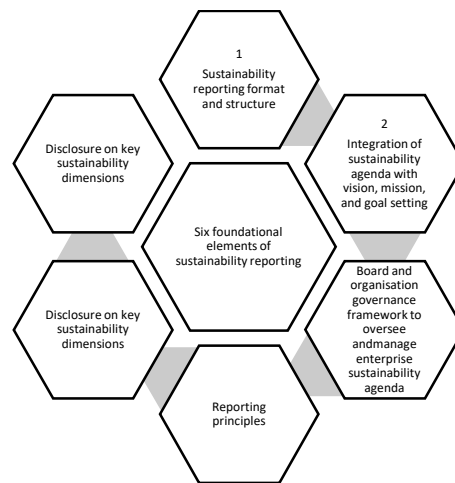 1
Sustainability
reporting format
and structure
2
Integration of
sustainability
agenda with
vision, mission,
and goal setting
Board and
organisation
governance
framework to
oversee
andmanage
enterprise
sustainability
agenda
Reporting
principles
Disclosure on key
sustainability
dimensions
Disclosure on key
sustainability
dimensions
Six foundational
elements of
sustainability reporting